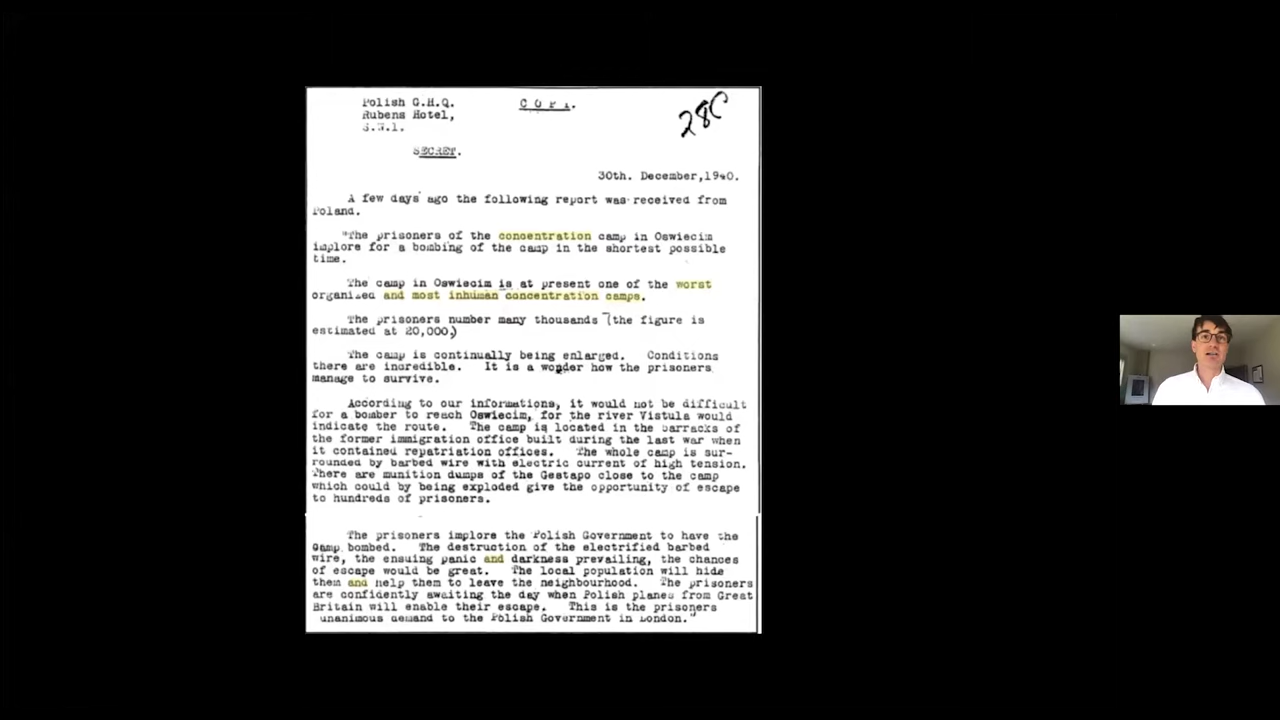 Polish G.H.Q.
Rubens Hotel,
S.W.1.
COPY.
280
SECRET.
30th. December,1940.
A few days ago the following report was received from
Poland.
"The prisoners of the concentration camp in Oswiecim
implore for a bombing of the camp in the shortest possible
time.
The camp in Oswiecim is at present one of the worst
organised and most inhuman concentration camps.
The prisoners number many thousands (the figure is
estimated at 20,000)
The camp is continually being enlarged. Conditions
there are incredible. It is a wonder how the prisoners
manage to survive.
According to our informations, it would not be difficult
for a bomber to reach Oswiecim, for the river Vistula would
indicate the route. The camp is located in the barracks of
the former immigration office built during the last war when
it contained repatriation offices. The whole camp is sur-
rounded by barbed wire with electric current of high tension.
There are munition dumps of the Gestapo close to the camp
which could by being exploded give the opportunity of escape
to hundreds of prisoners.
The prisoners implore the Polish Government to have the
Camp bombed. The destruction of the electrified barbed
wire, the ensuing panic and darkness prevailing, the chances
of escape would be great. The local population will hide
them and help them to leave the neighbourhood. The prisoners
are confidently awaiting the day when Polish planes from Great
Britain will enable their escape. This is the prisoners
unanimous demand to the Polish Government in London."